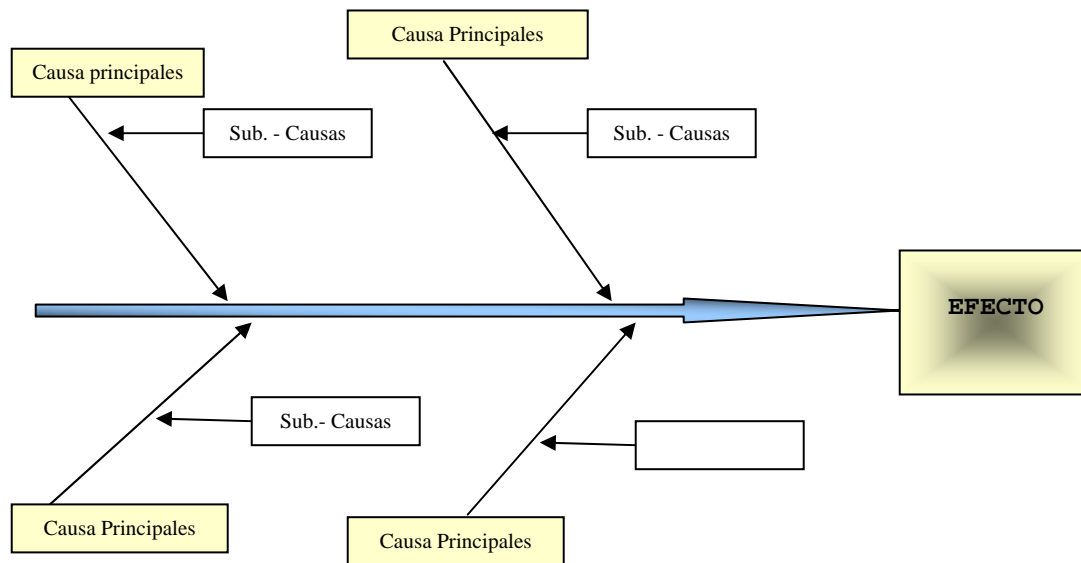 Causa Principales
Causa principales
Sub. - Causas
Sub. - Causas
EFECTO
Sub.- Causas
Causa Principales
Causa Principales